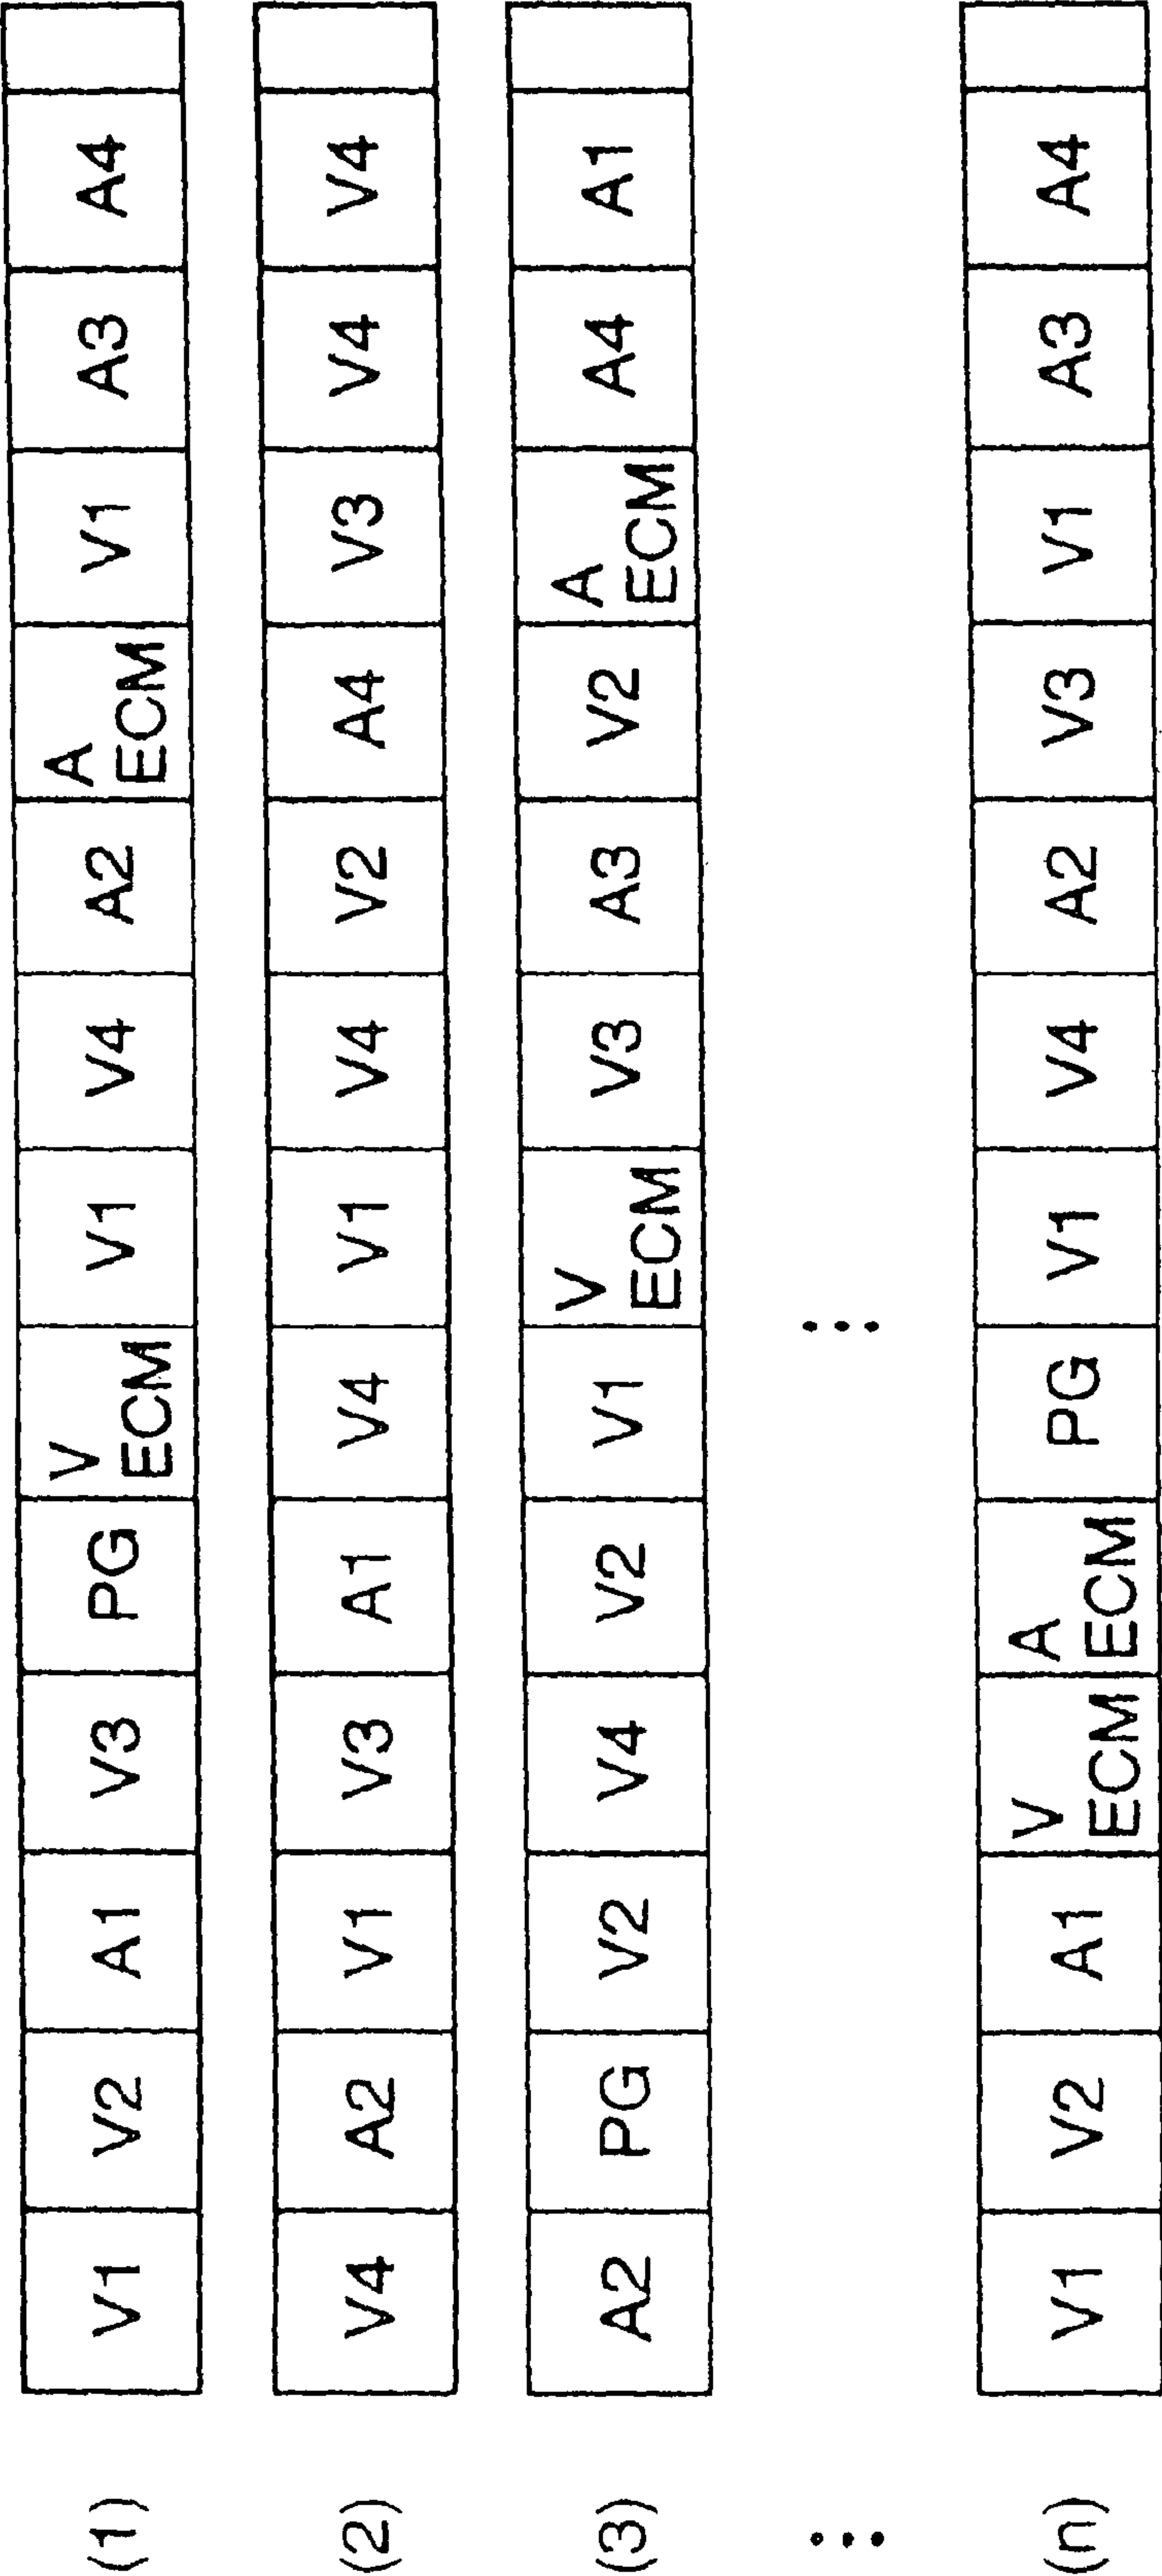 (1) V1 V2 A1 V3 PG V ECM V1 V4 A2 A ECM V1 A3 A4
(2) V4 A2 V1 V3 A1 V4 V1 V4 V2 A4 V3 V4 V4
(3) A2 PG V2 V4 V2 V1 V ECM V3 A3 V2 A ECM A4 A1
⋮ ⋮
(n) V1 V2 A1 V ECM A ECM PG V1 V4 A2 V3 V1 A3 A4